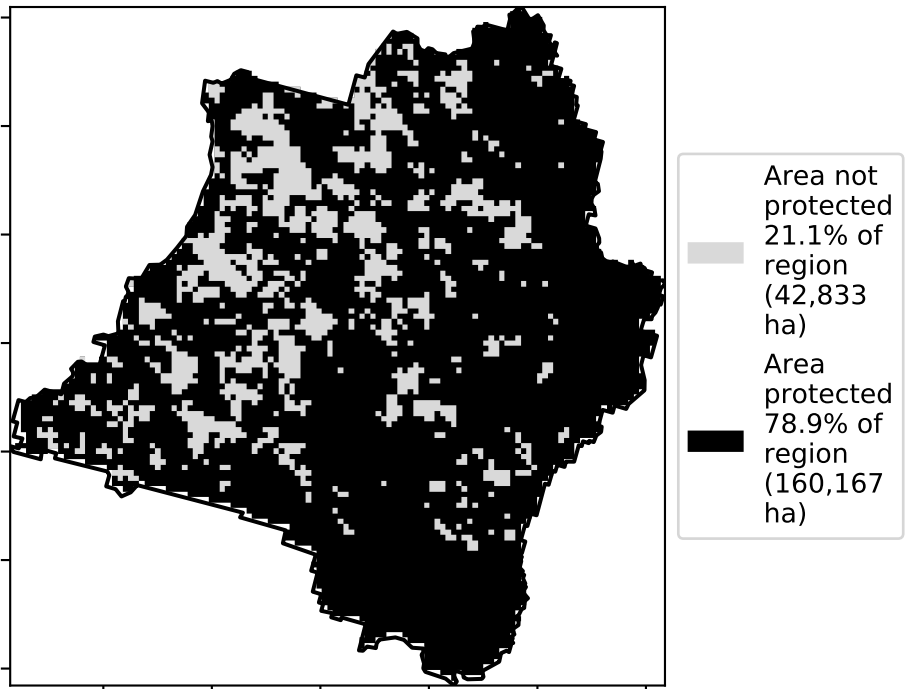 Area not
protected
21.1% of
region
(42,833
ha)
Area
protected
78.9% of
region
(160,167
ha)